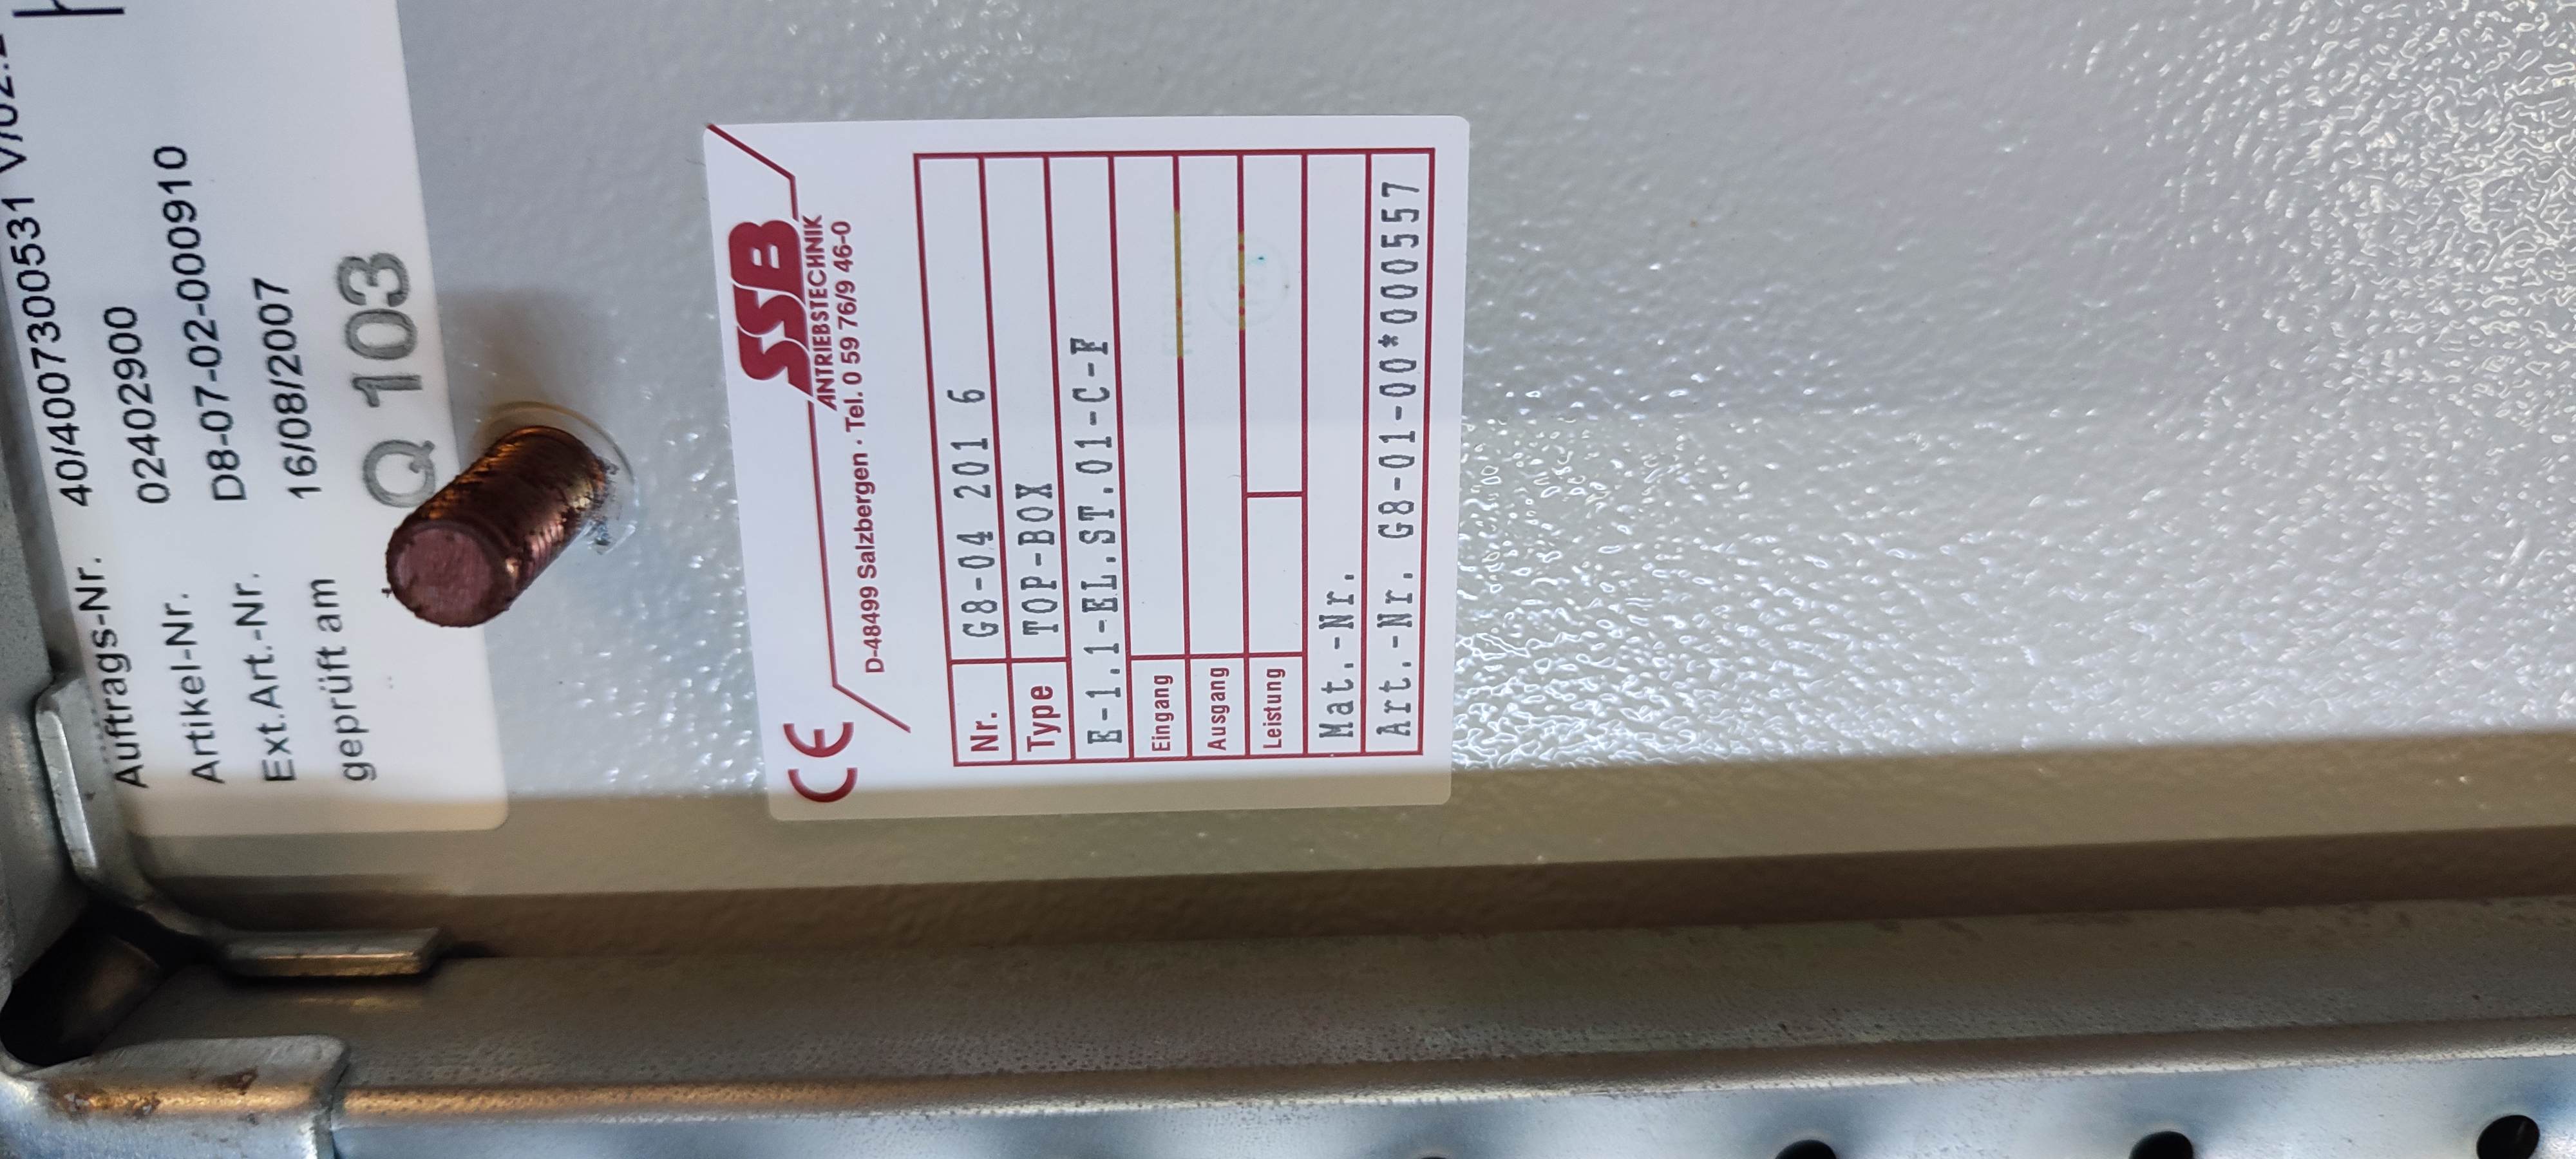 Auftrags-Nr. 40/4007300531
Artikel-Nr. 02402900
Ext.Art.-Nr. D8-07-02-000910
geprüft am 16/08/2007
Q 103
CE
SSB
ANTRIEBSTECHNIK
D-48499 Salzbergen · Tel. 0 59 76/9 46-0
Nr. G8-04 201 6
Type TOP-BOX
E-1.1-EL.ST.01-C-F
Eingang
Ausgang
Leistung
Mat.-Nr.
Art.-Nr. G8-01-00*000557